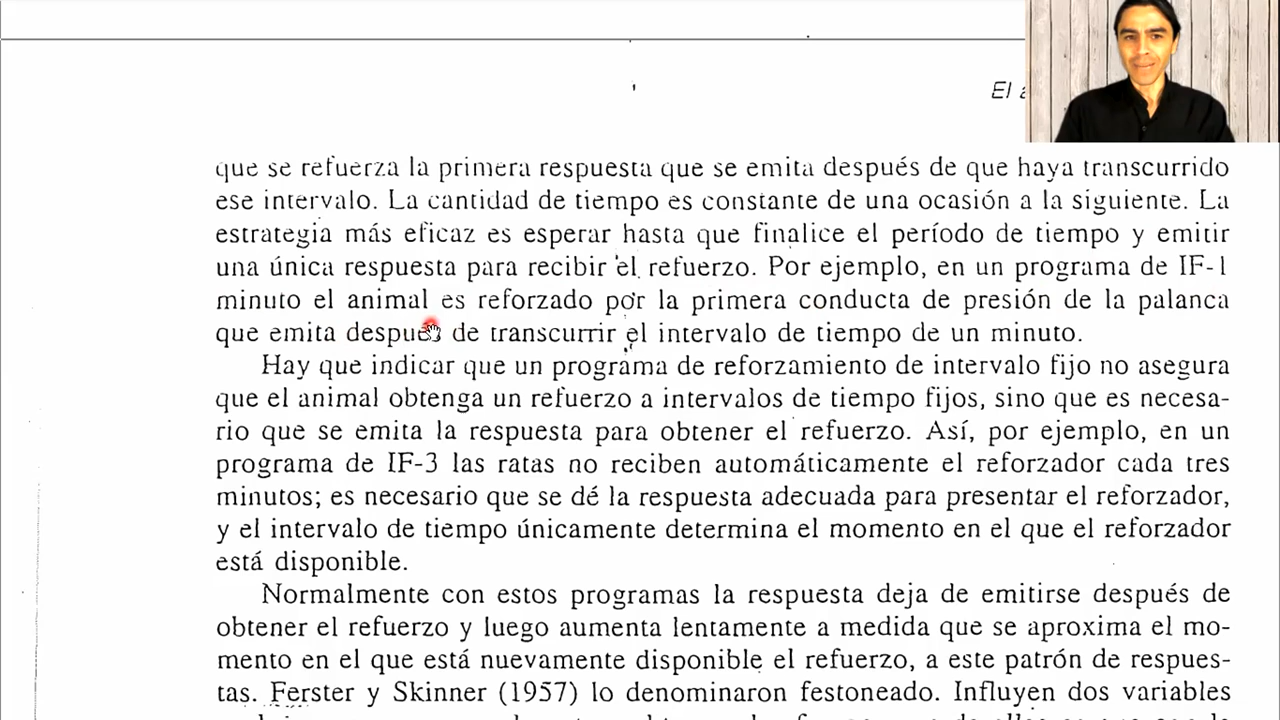 El
que se refuerza la primera respuesta que se emita después de que haya transcurrido
ese intervalo. La cantidad de tiempo es constante de una ocasión a la siguiente. La
estrategia más eficaz es esperar hasta que finalice el período de tiempo y emitir
una única respuesta para recibir el refuerzo. Por ejemplo, en un programa de IF-1
minuto el animal es reforzado por la primera conducta de presión de la palanca
que emita después de transcurrir el intervalo de tiempo de un minuto.
Hay que indicar que un programa de reforzamiento de intervalo fijo no asegura
que el animal obtenga un refuerzo a intervalos de tiempo fijos, sino que es necesa-
rio que se emita la respuesta para obtener el refuerzo. Así, por ejemplo, en un
programa de IF-3 las ratas no reciben automáticamente el reforzador cada tres
minutos; es necesario que se dé la respuesta adecuada para presentar el reforzador,
y el intervalo de tiempo únicamente determina el momento en el que el reforzador
está disponible.
Normalmente con estos programas la respuesta deja de emitirse después de
obtener el refuerzo y luego aumenta lentamente a medida que se aproxima el mo-
mento en el que está nuevamente disponible el refuerzo, a este patrón de respues-
tas. Ferster y Skinner (1957) lo denominaron festoneado. Influyen dos variables